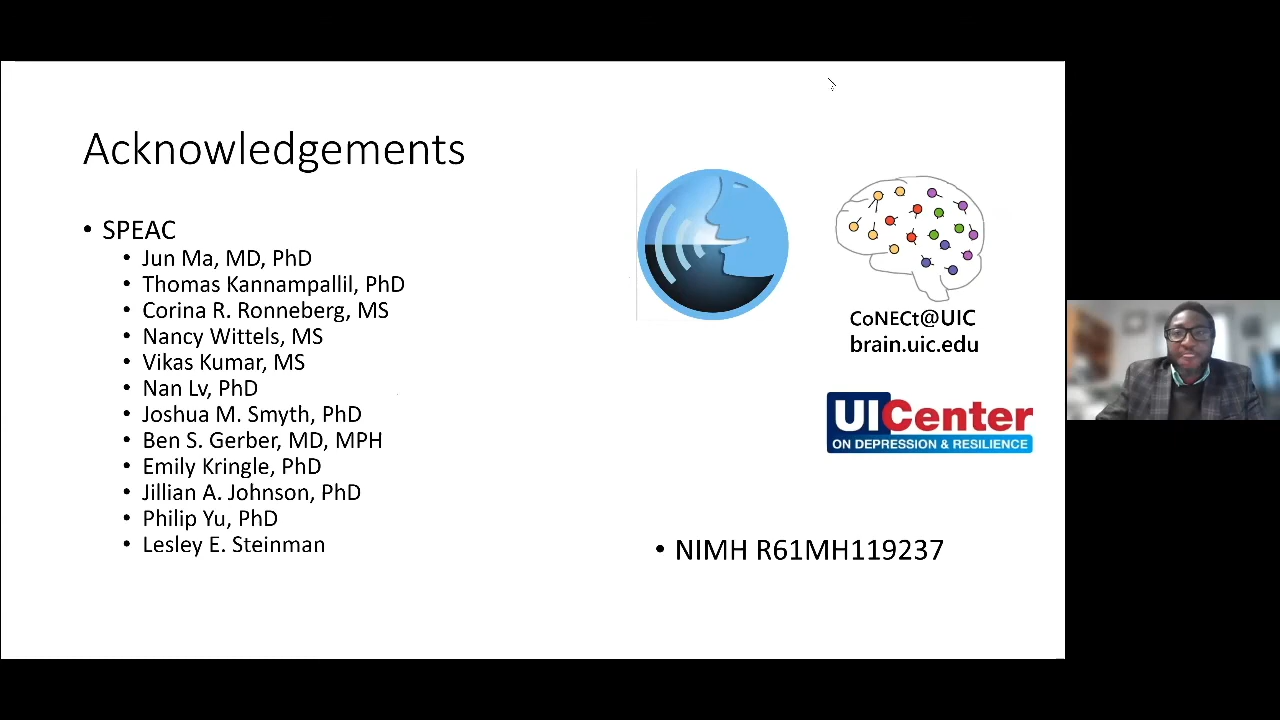 Acknowledgements
• SPEAC
• Jun Ma, MD, PhD
• Thomas Kannampallil, PhD
• Corina R. Ronneberg, MS
• Nancy Wittels, MS
• Vikas Kumar, MS
• Nan Lv, PhD
• Joshua M. Smyth, PhD
• Ben S. Gerber, MD, MPH
• Emily Kringle, PhD
• Jillian A. Johnson, PhD
• Philip Yu, PhD
• Lesley E. Steinman
CoNECt@UIC
brain.uic.edu
UICenter
ON DEPRESSION & RESILIENCE
• NIMH R61MH119237